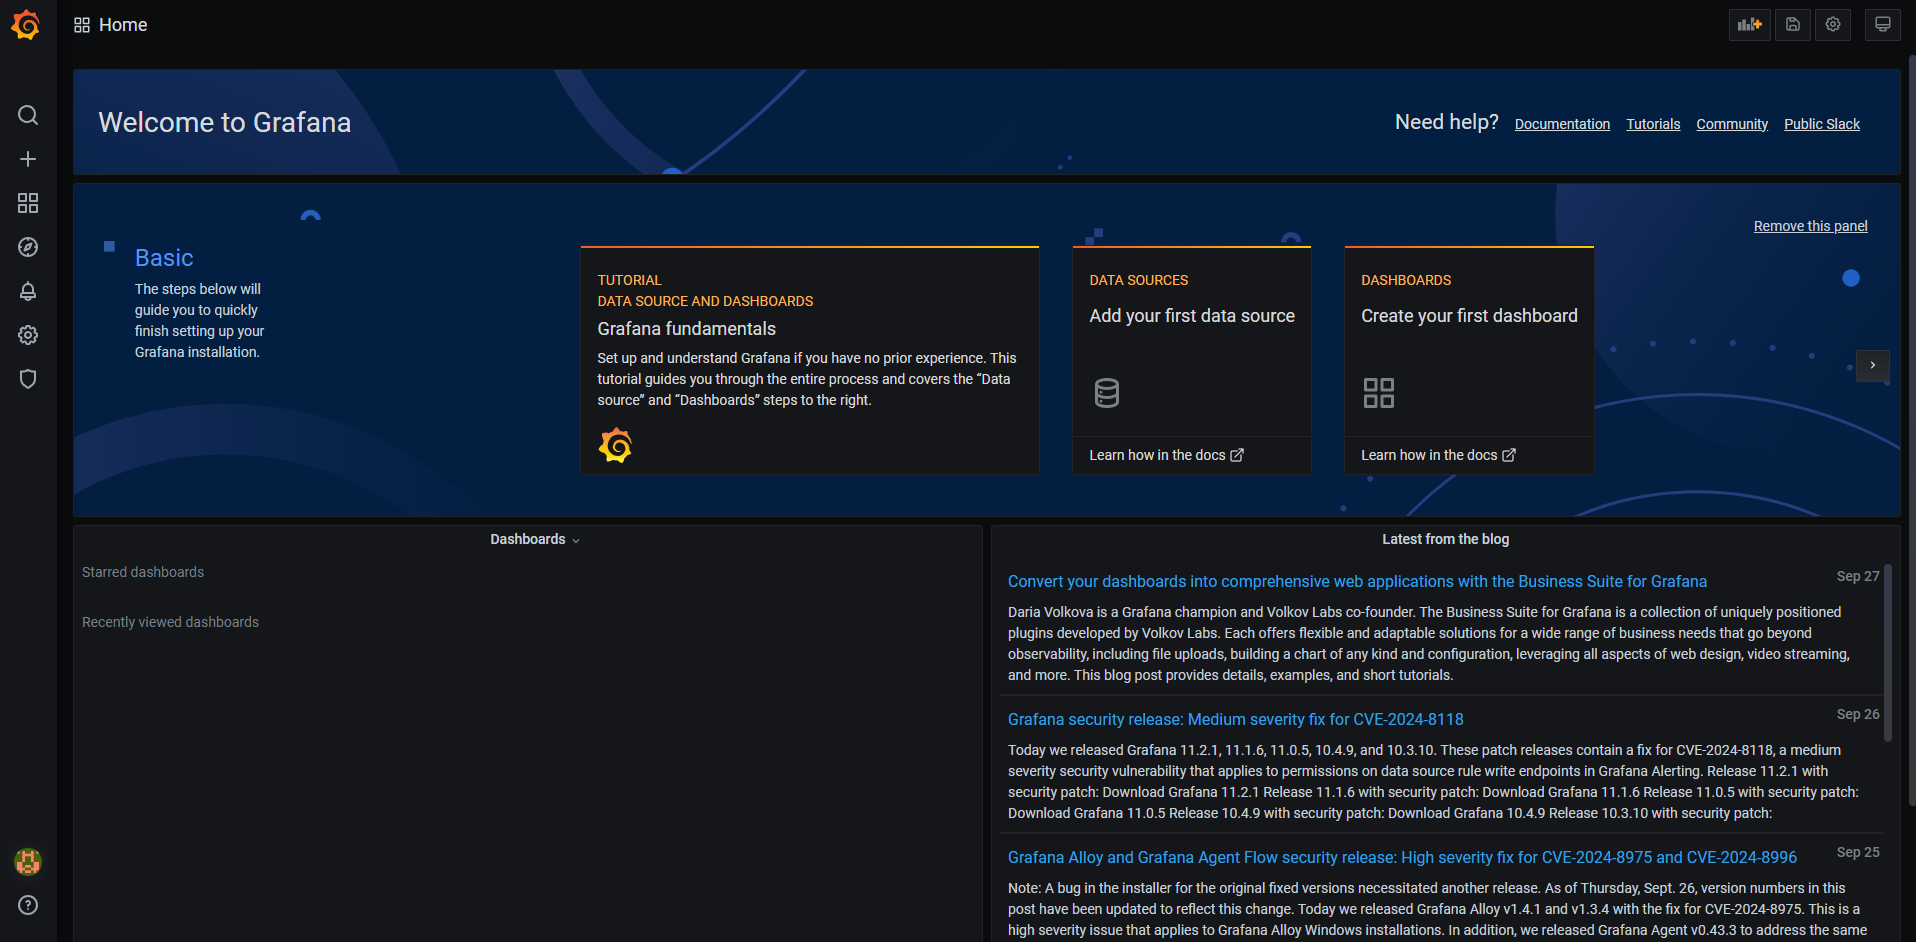 Home
Welcome to Grafana
Need help? Documentation Tutorials Community Public Slack
Remove this panel
Basic
The steps below will
guide you to quickly
finish setting up your
Grafana installation.
TUTORIAL
DATA SOURCE AND DASHBOARDS
Grafana fundamentals
Set up and understand Grafana if you have no prior experience. This
tutorial guides you through the entire process and covers the “Data
source” and “Dashboards” steps to the right.
DATA SOURCES
Add your first data source
Learn how in the docs
DASHBOARDS
Create your first dashboard
Learn how in the docs
Dashboards
Starred dashboards
Recently viewed dashboards
Latest from the blog
Convert your dashboards into comprehensive web applications with the Business Suite for Grafana
Sep 27
Daria Volkova is a Grafana champion and Volkov Labs co-founder. The Business Suite for Grafana is a collection of uniquely positioned
plugins developed by Volkov Labs. Each offers flexible and adaptable solutions for a wide range of business needs that go beyond
observability, including file uploads, building a chart of any kind and configuration, leveraging all aspects of web design, video streaming,
and more. This blog post provides details, examples, and short tutorials.
Grafana security release: Medium severity fix for CVE-2024-8118
Sep 26
Today we released Grafana 11.2.1, 11.1.6, 11.0.5, 10.4.9, and 10.3.10. These patch releases contain a fix for CVE-2024-8118, a medium
severity security vulnerability that applies to permissions on data source rule write endpoints in Grafana Alerting. Release 11.2.1 with
security patch: Download Grafana 11.2.1 Release 11.1.6 with security patch: Download Grafana 11.1.6 Release 11.0.5 with security patch:
Download Grafana 11.0.5 Release 10.4.9 with security patch: Download Grafana 10.4.9 Release 10.3.10 with security patch:
Grafana Alloy and Grafana Agent Flow security release: High severity fix for CVE-2024-8975 and CVE-2024-8996
Sep 25
Note: A bug in the installer for the original fixed versions necessitated another release. As of Thursday, Sept. 26, version numbers in this
post have been updated to reflect this change. Today we released Grafana Alloy v1.4.1 and v1.3.4 with the fix for CVE-2024-8975. This is a
high severity issue that applies to Grafana Alloy Windows installations. In addition, we released Grafana Agent v0.43.3 to address the same